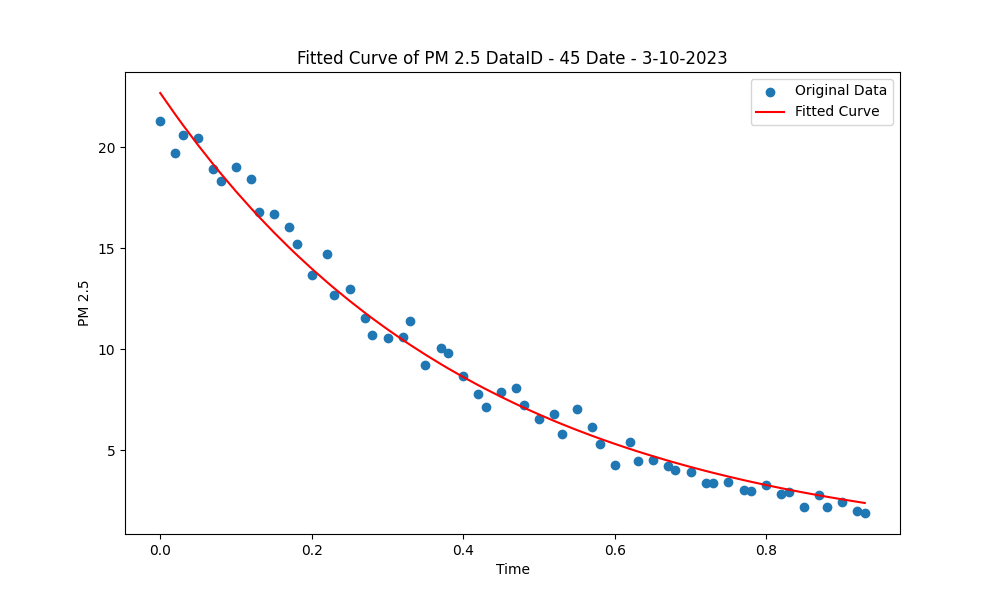 Fitted Curve of PM 2.5 DataID - 45 Date - 3-10-2023
Original Data
Fitted Curve
20
15
10
5
PM 2.5
0.0 0.2 0.4 0.6 0.8
Time